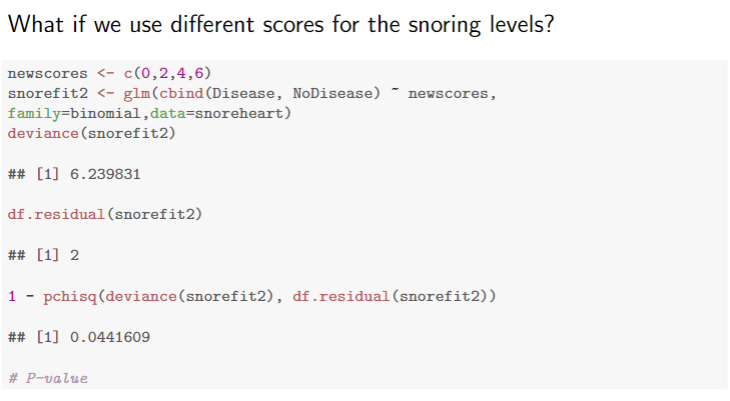 What if we use different scores for the snoring levels?
newscores <- c(0,2,4,6)
snorefit2 <- glm(cbind(Disease, NoDisease) ~ newscores,
family=binomial,data=snoreheart)
deviance(snorefit2)
## [1] 6.239831
df.residual(snorefit2)
## [1] 2
1 - pchisq(deviance(snorefit2), df.residual(snorefit2))
## [1] 0.0441609
# P-value